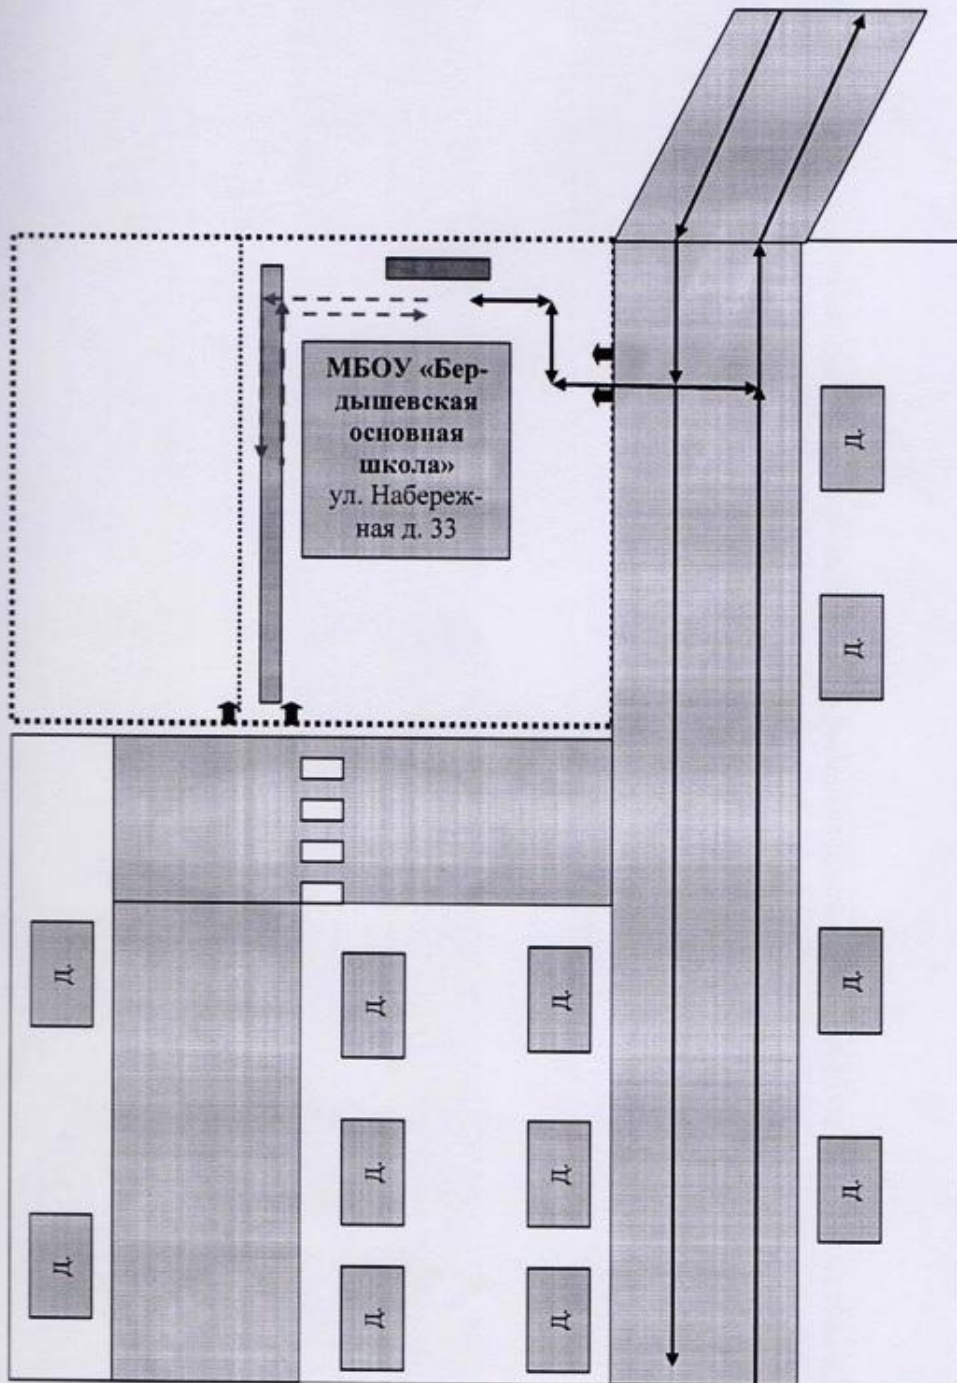 МБОУ «Бер-
дышевская
основная
школа»
ул. Набереж-
ная д. 33
Д.
Д.
Д.
Д.
Д.
Д.
Д.
Д.
Д.
Д.
Д.
Д.